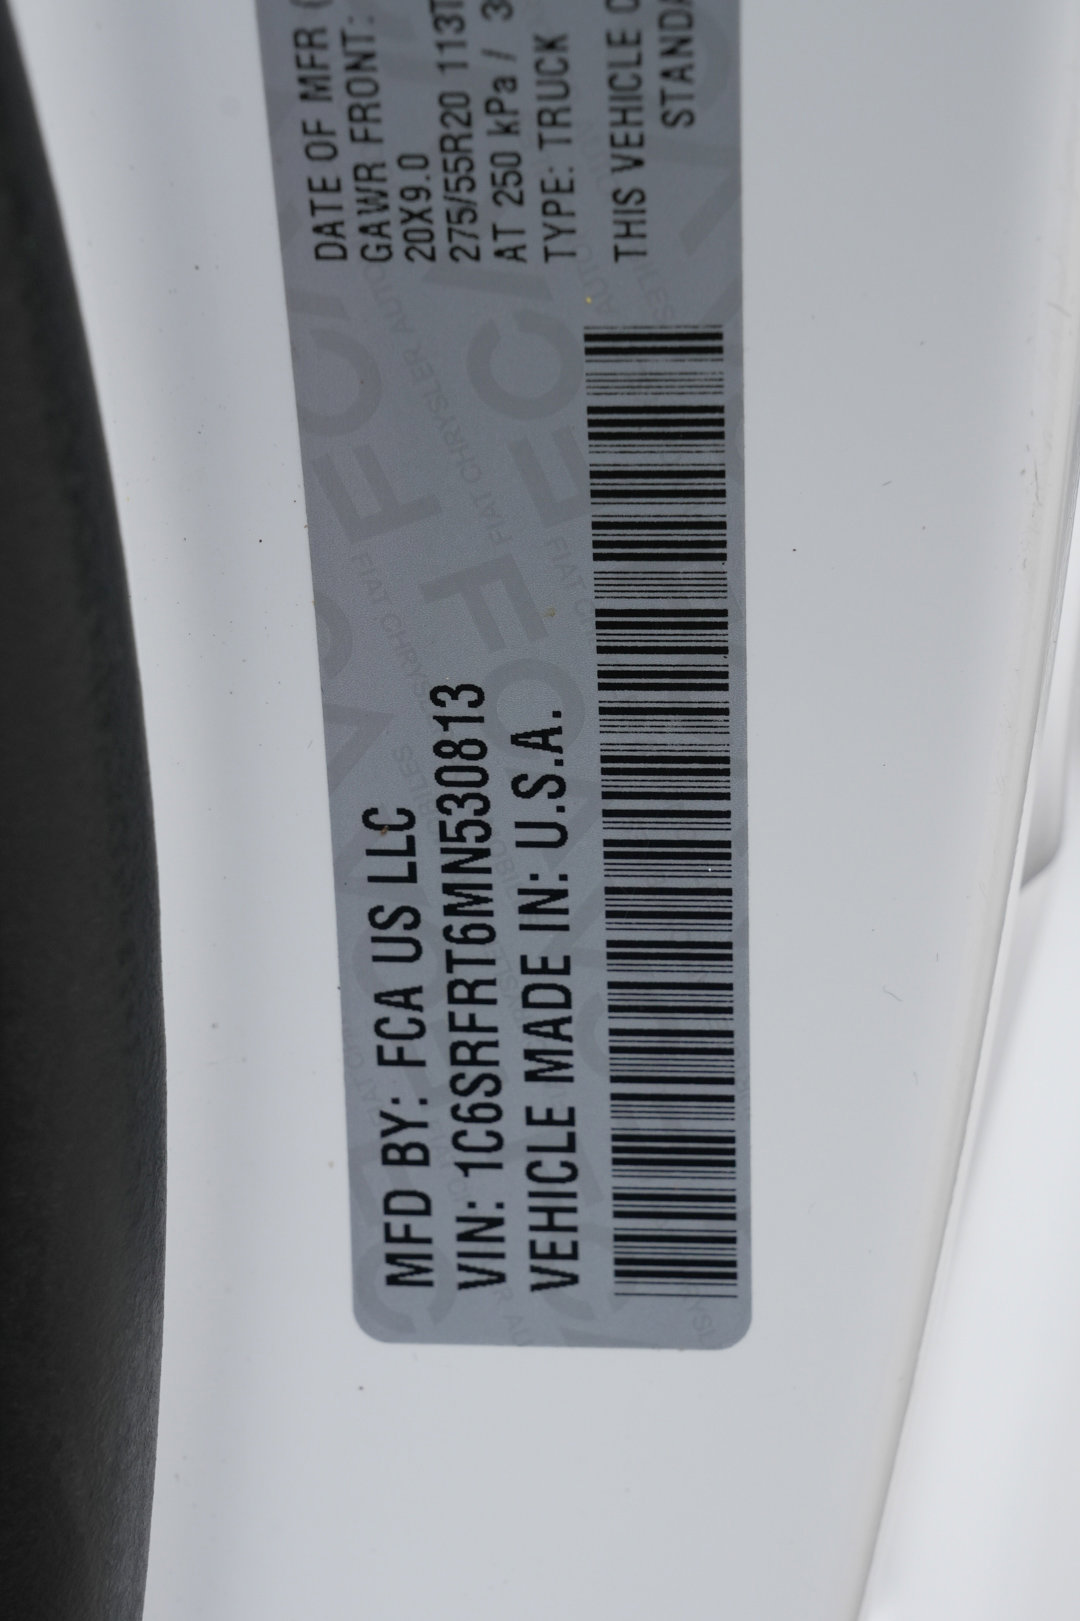 MFD BY: FCA US LLC
VIN: 1C6SRFRT6MN530813
VEHICLE MADE IN: U.S.A.
DATE OF MFR
GAWR FRONT:
20X9.0
275/55R20 113T
AT 250 kPa / 3
TYPE: TRUCK
THIS VEHICLE
STANDA